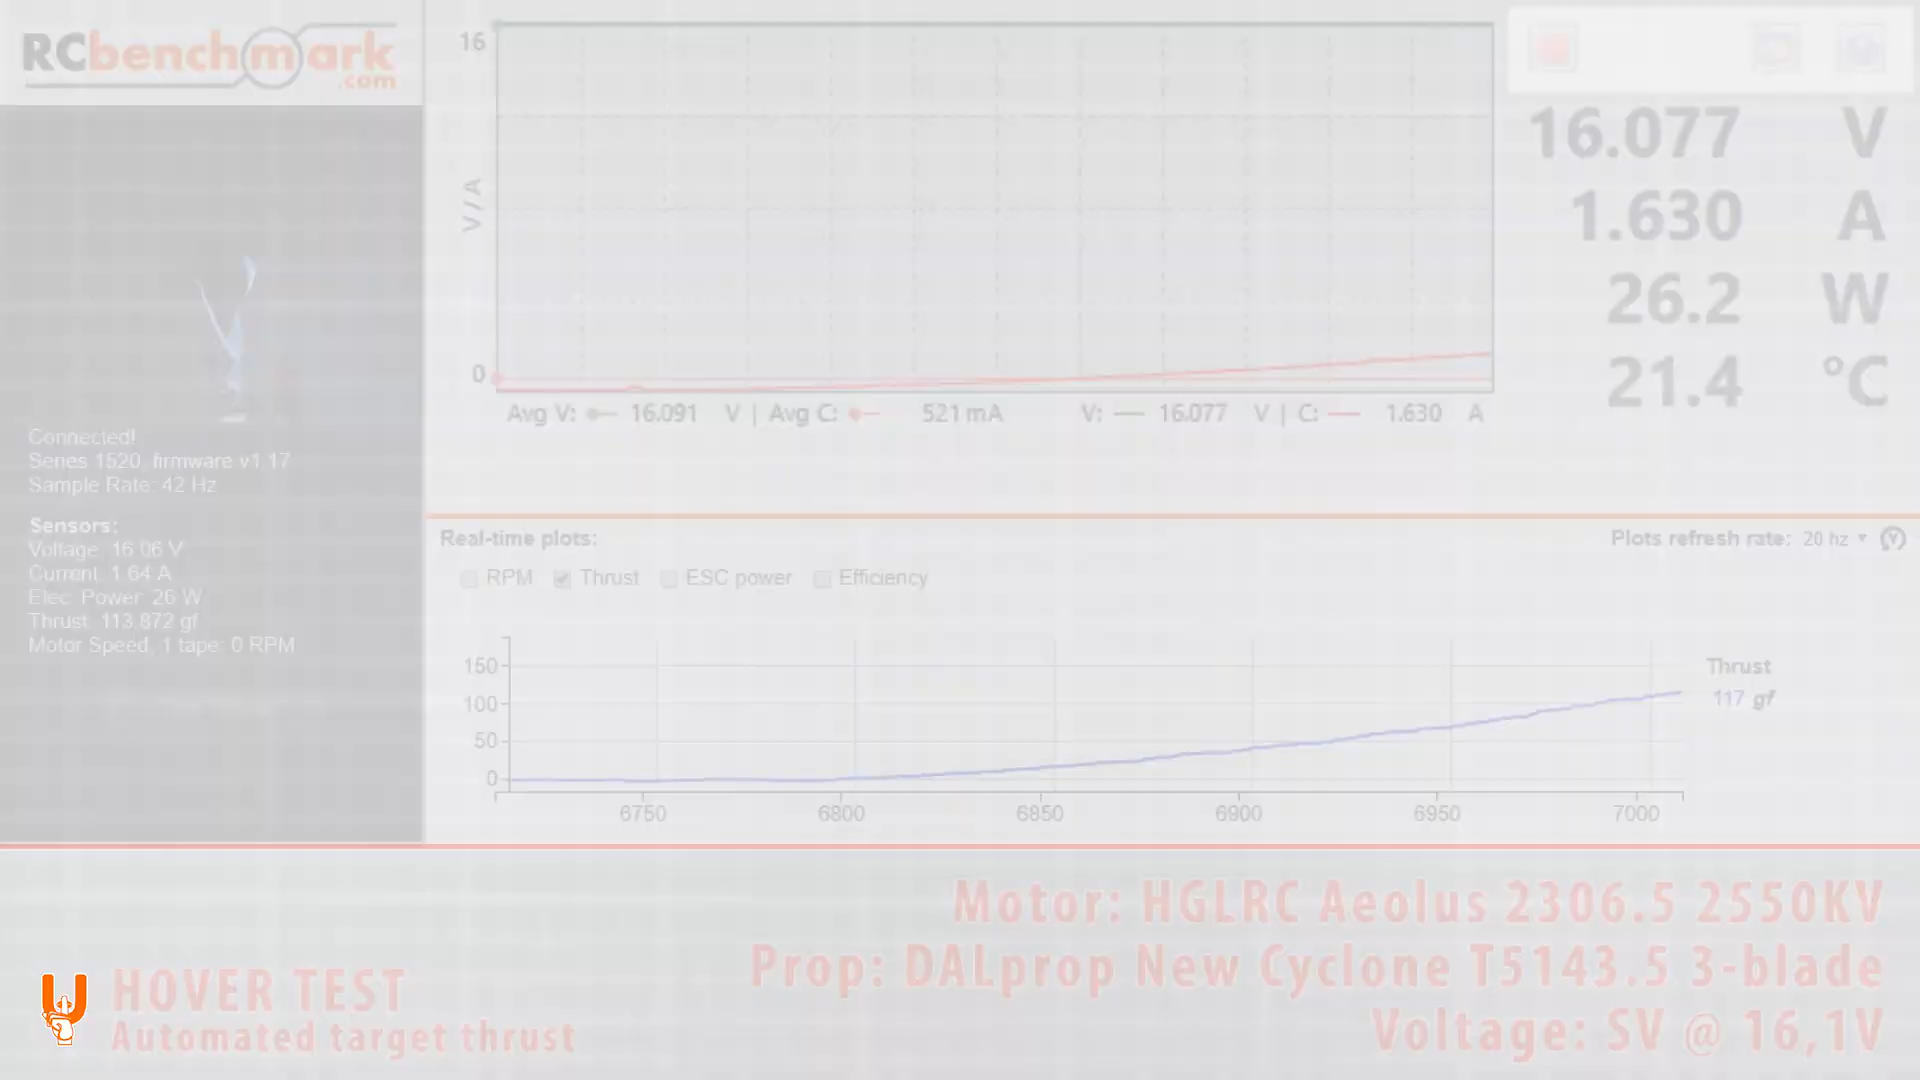 RCbenchmark
.com
Connected!
Series 1520, firmware v1.17
Sample Rate: 42 Hz
Sensors:
Voltage: 16.06 V
Current: 1.64 A
Elec. Power: 26 W
Thrust: 113.872 gf
Motor Speed, 1 tape: 0 RPM
16
V / A
0
Avg V: 16.091 V | Avg C: 521 mA V: 16.077 V | C: 1.630 A
16.077 V
1.630 A
26.2 W
21.4 °C
Real-time plots:
Plots refresh rate: 20 hz
RPM Thrust ESC power Efficiency
150
100
50
0
6750 6800 6850 6900 6950 7000
Thrust
117 gf
Motor: HGLRC Aeolus 2306.5 2550KV
Prop: DALprop New Cyclone T5143.5 3-blade
Voltage: SV @ 16,1V
HOVER TEST
Automated target thrust